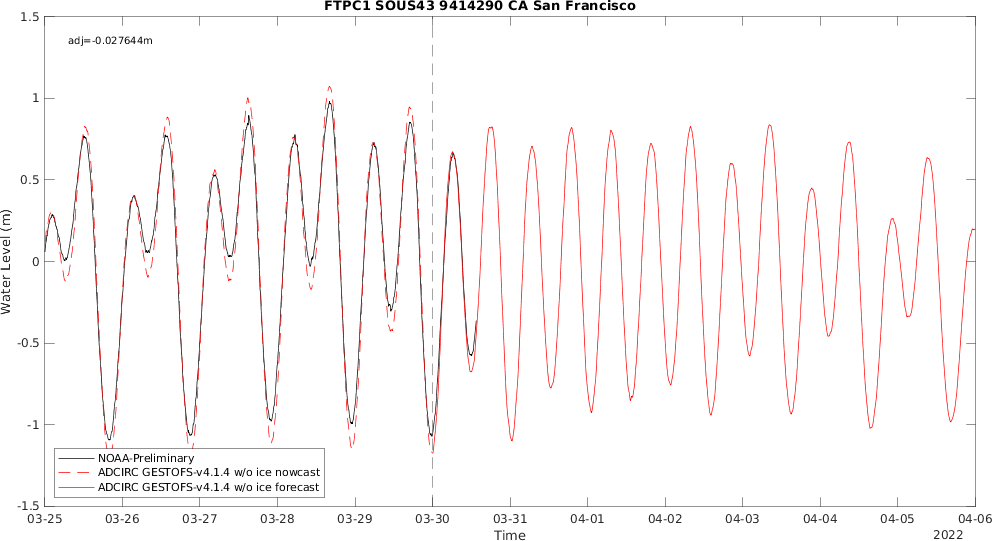 FTPC1 SOUS43 9414290 CA San Francisco
adj=-0.027644m
1.5
1
0.5
0
-0.5
-1
-1.5
Water Level (m)
NOAA-Preliminary
ADCIRC GESTOFS-v4.1.4 w/o ice nowcast
ADCIRC GESTOFS-v4.1.4 w/o ice forecast
03-25 03-26 03-27 03-28 03-29 03-30 03-31 04-01 04-02 04-03 04-04 04-05 04-06
Time
2022